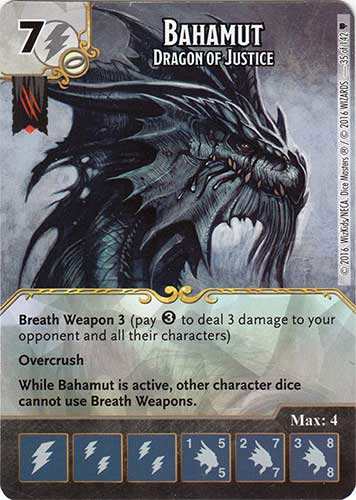 7
BAHAMUT
DRAGON OF JUSTICE
35 of 142
© 2016 WizKids/NECA. Dice Masters ® / © 2016 WIZARDS.
Breath Weapon 3 (pay 3 to deal 3 damage to your
opponent and all their characters)
Overcrush
While Bahamut is active, other character dice
cannot use Breath Weapons.
Max: 4
1 5 5
2 7 7
3 8 8